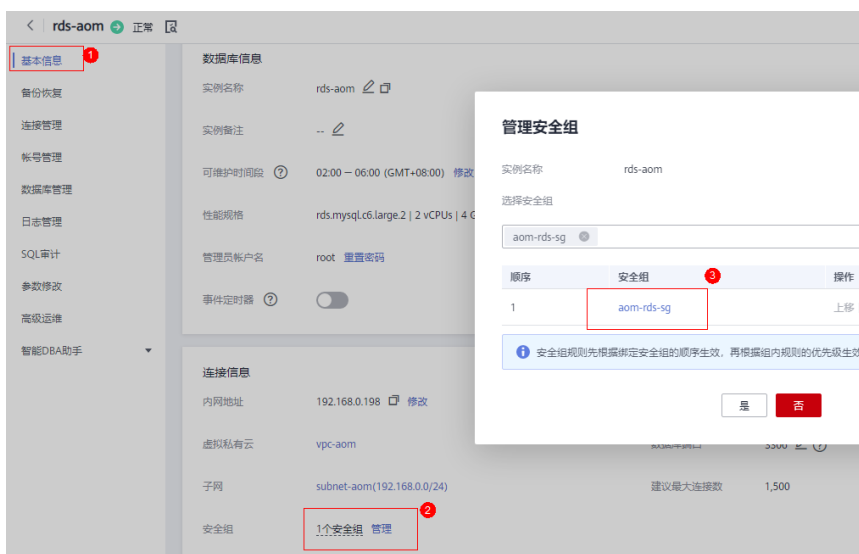 rds-aom 正常
基本信息 1
备份恢复
连接管理
帐号管理
数据库管理
日志管理
SQL审计
参数修改
高级运维
智能DBA助手
数据库信息
实例名称 rds-aom
实例备注 --
可维护时间段 ? 02:00 – 06:00 (GMT+08:00) 修改
性能规格 rds.mysql.c6.large.2 | 2 vCPUs | 4 G
管理员帐户名 root 重置密码
事件定时器 ?
连接信息
内网地址 192.168.0.198 修改
虚拟私有云 vpc-aom
子网 subnet-aom(192.168.0.0/24)
建议最大连接数 1,500
安全组 1个安全组 管理 2
管理安全组
实例名称 rds-aom
选择安全组
aom-rds-sg
顺序 安全组 3 操作
1 aom-rds-sg 上移
安全组规则先根据绑定安全组的顺序生效，再根据组内规则的优先级生效
是 否